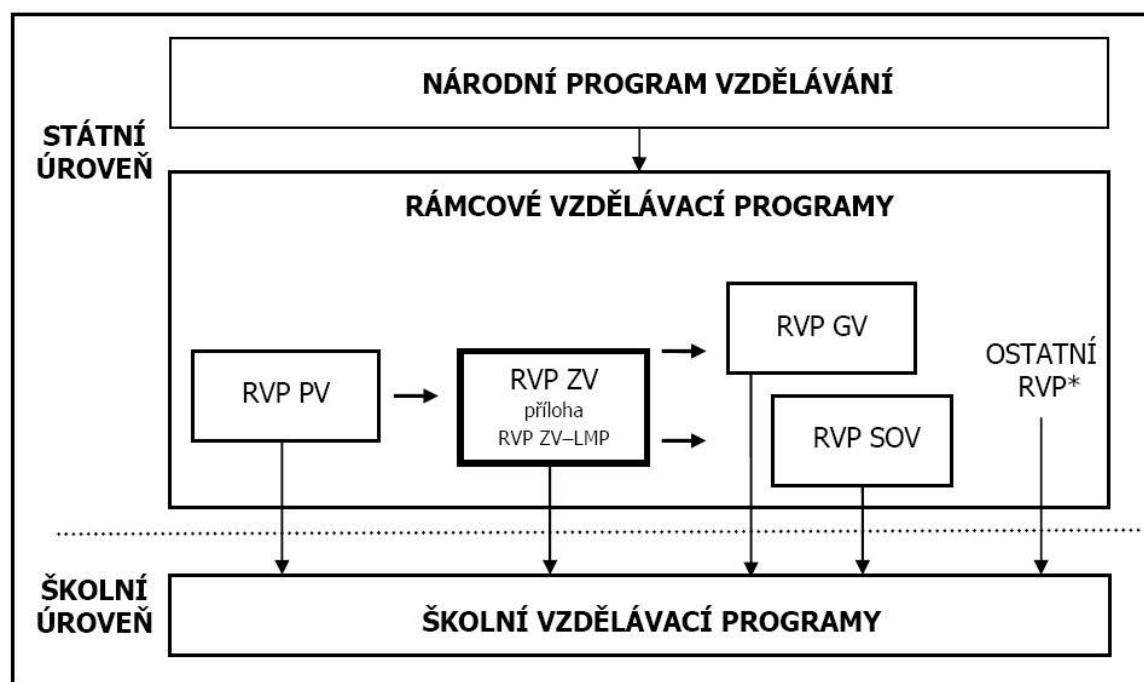 NÁRODNÍ PROGRAM VZDĚLÁVÁNÍ
STÁTNÍ
ÚROVEŇ
RÁMCOVÉ VZDĚLÁVACÍ PROGRAMY
RVP PV
RVP ZV
příloha
RVP ZV–LMP
RVP GV
RVP SOV
OSTATNÍ
RVP*
ŠKOLNÍ
ÚROVEŇ
ŠKOLNÍ VZDĚLÁVACÍ PROGRAMY